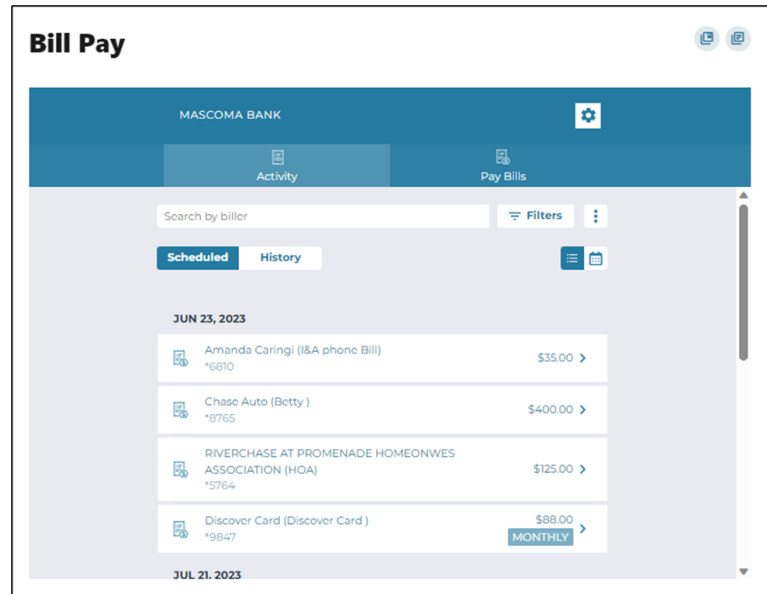 Bill Pay
MASCOMA BANK
Activity
Pay Bills
Search by biller
Filters
Scheduled
History
JUN 23, 2023
Amanda Caringi (I&A phone Bill)
*6810
$35.00
Chase Auto (Betty )
*8765
$400.00
RIVERCHASE AT PROMENADE HOMEONWES
ASSOCIATION (HOA)
*5764
$125.00
Discover Card (Discover Card )
*9847
$88.00
MONTHLY
JUL 21, 2023